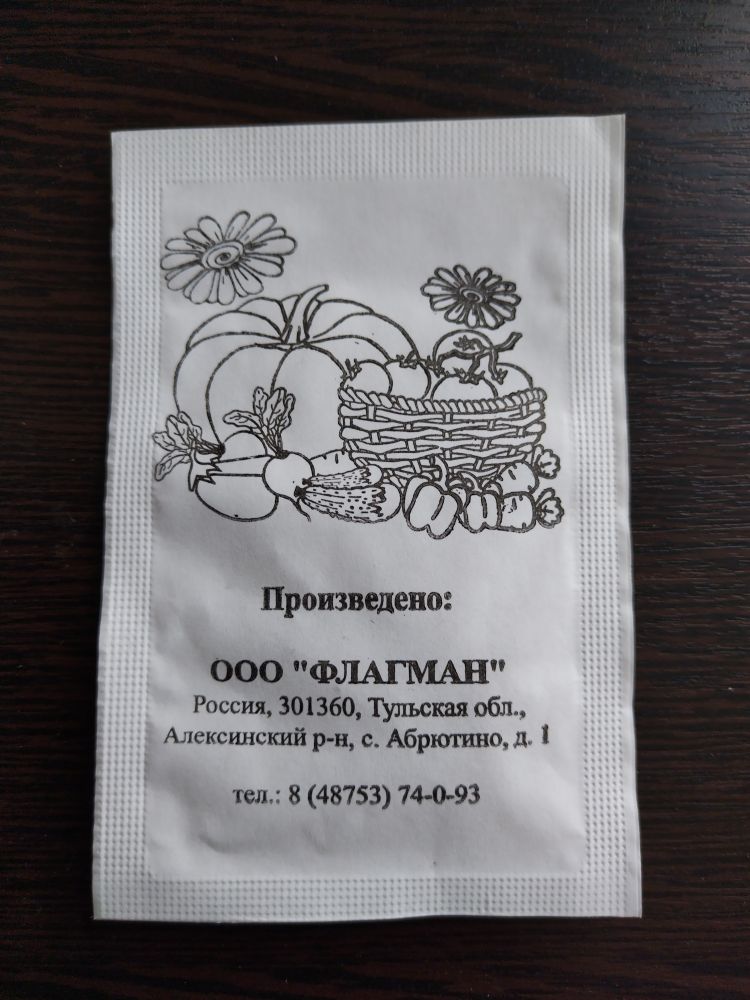 Произведено:
ООО "ФЛАГМАН"
Россия, 301360, Тульская обл.,
Алексинский р-н, с. Абрютино, д. 1
тел.: 8 (48753) 74-0-93